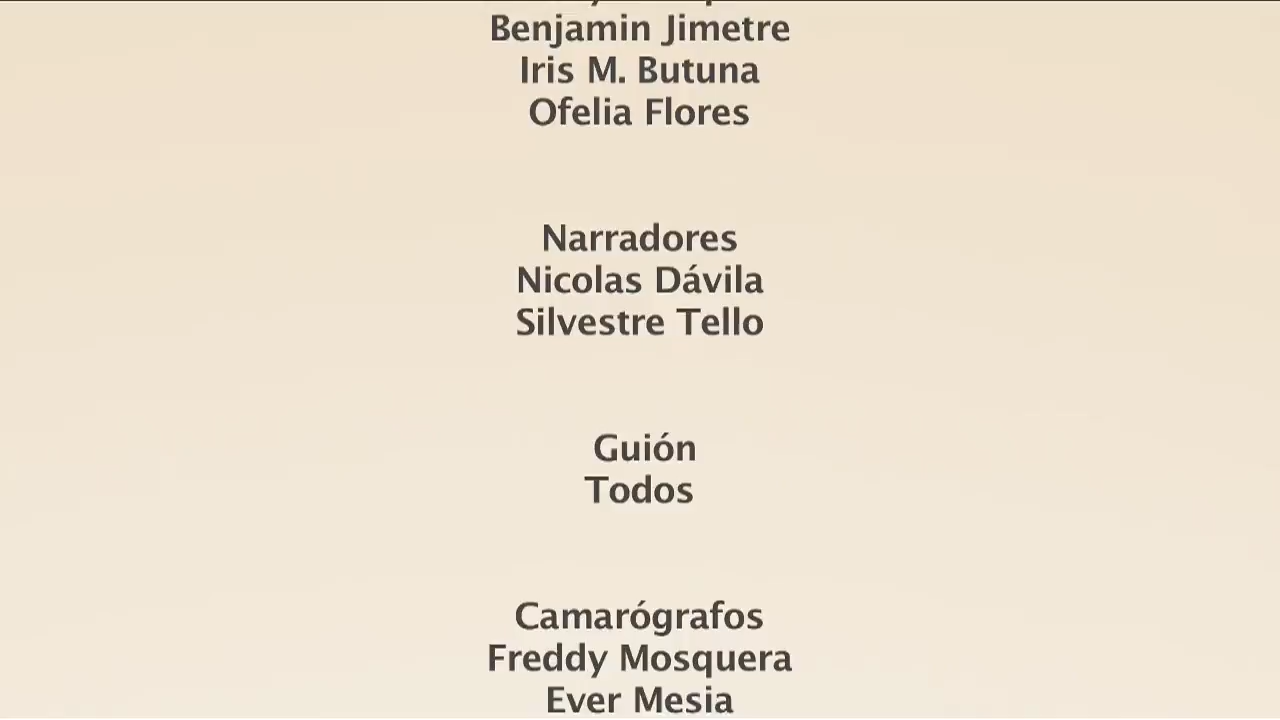 Benjamin Jimetre
Iris M. Butuna
Ofelia Flores
Narradores
Nicolas Dávila
Silvestre Tello
Guión
Todos
Camarógrafos
Freddy Mosquera
Ever Mesia